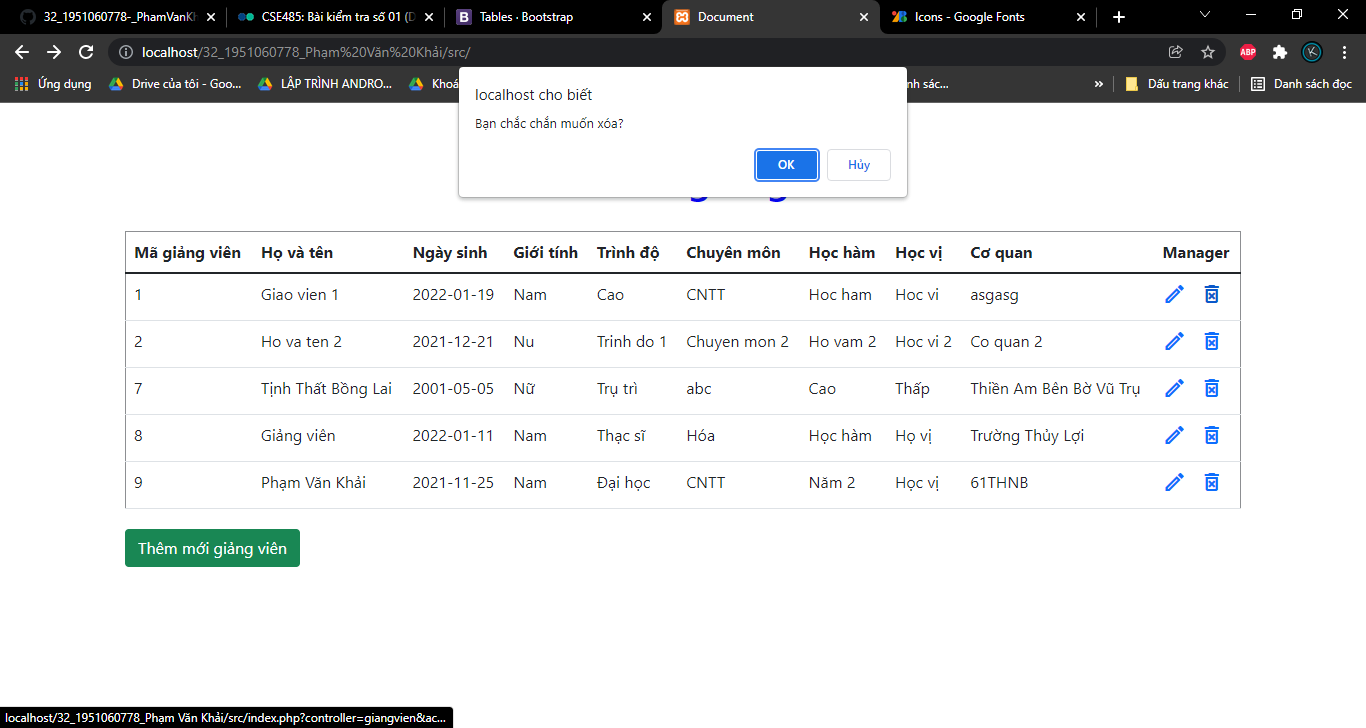 32_1951060778-_PhamVanKh
CSE485: Bài kiểm tra số 01 (D
Tables · Bootstrap
Document
Icons - Google Fonts
localhost/32_1951060778_Phạm%20Văn%20Khải/src/
ABP
K
Ứng dụng
Drive của tôi - Goo...
LẬP TRÌNH ANDRO...
Khoá
nh sác...
»
Dấu trang khác
Danh sách đọc
localhost cho biết
Bạn chắc chắn muốn xóa?
OK
Hủy
Mã giảng viên Họ và tên Ngày sinh Giới tính Trình độ Chuyên môn Học hàm Học vị Cơ quan Manager
1 Giao vien 1 2022-01-19 Nam Cao CNTT Hoc ham Hoc vi asgasg
2 Ho va ten 2 2021-12-21 Nu Trinh do 1 Chuyen mon 2 Ho vam 2 Hoc vi 2 Co quan 2
7 Tịnh Thất Bồng Lai 2001-05-05 Nữ Trụ trì abc Cao Thấp Thiền Am Bên Bờ Vũ Trụ
8 Giảng viên 2022-01-11 Nam Thạc sĩ Hóa Học hàm Họ vị Trường Thủy Lợi
9 Phạm Văn Khải 2021-11-25 Nam Đại học CNTT Năm 2 Học vị 61THNB
Thêm mới giảng viên
localhost/32_1951060778_Phạm Văn Khải/src/index.php?controller=giangvien&ac...